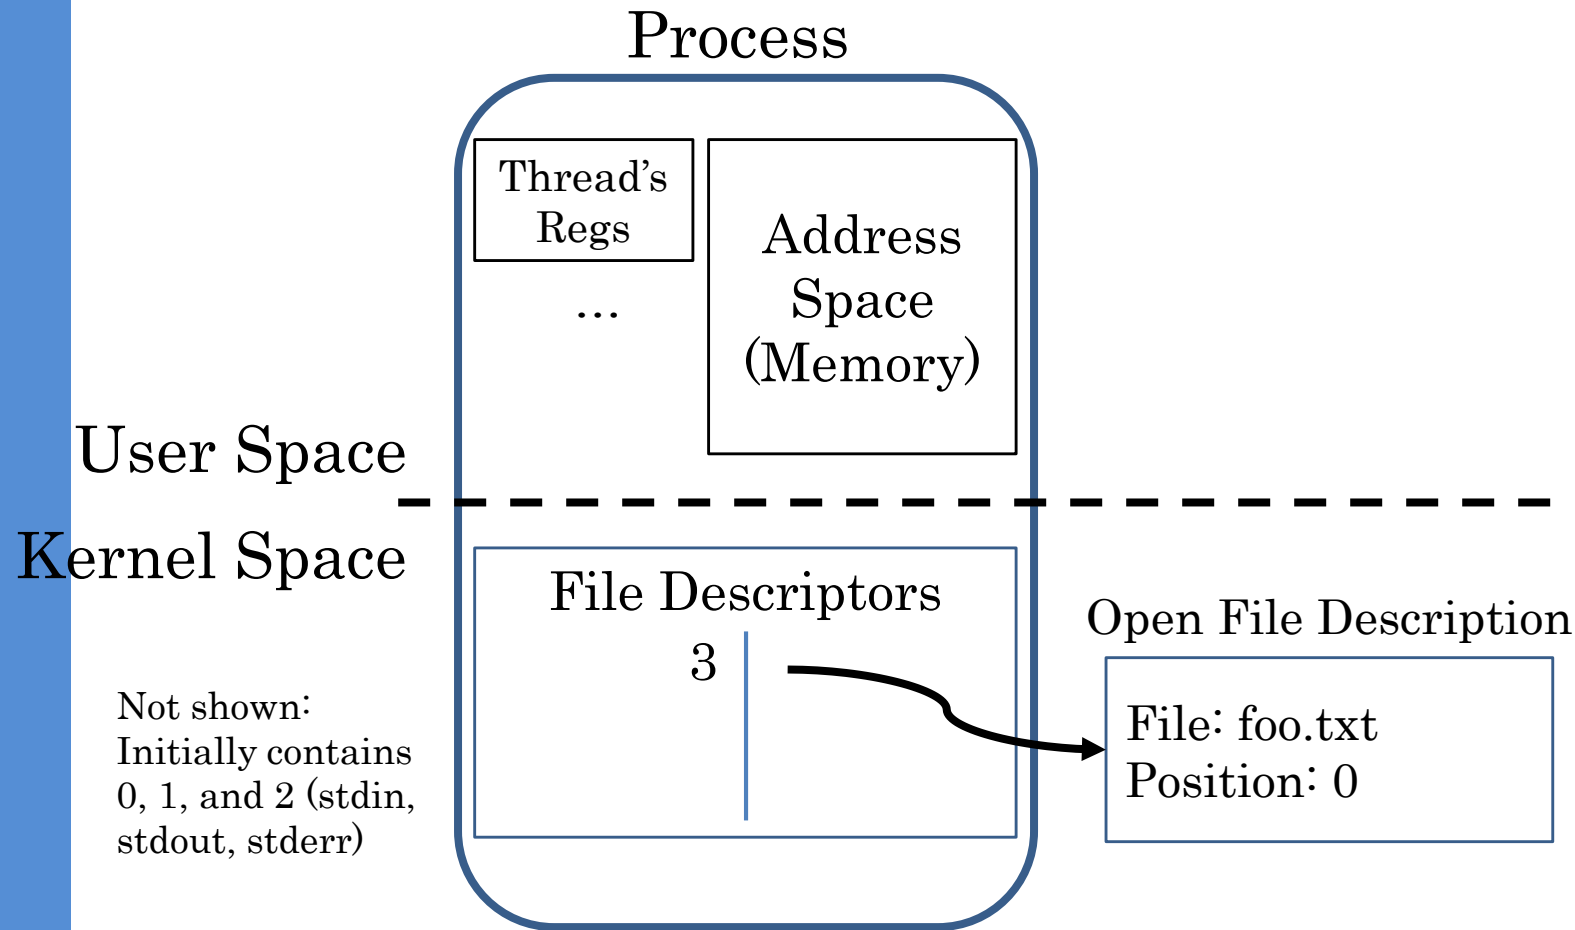 Process
Thread’s
Regs
...
Address
Space
(Memory)
User Space
Kernel Space
File Descriptors
3
Open File Description
File: foo.txt
Position: 0
Not shown:
Initially contains
0, 1, and 2 (stdin,
stdout, stderr)